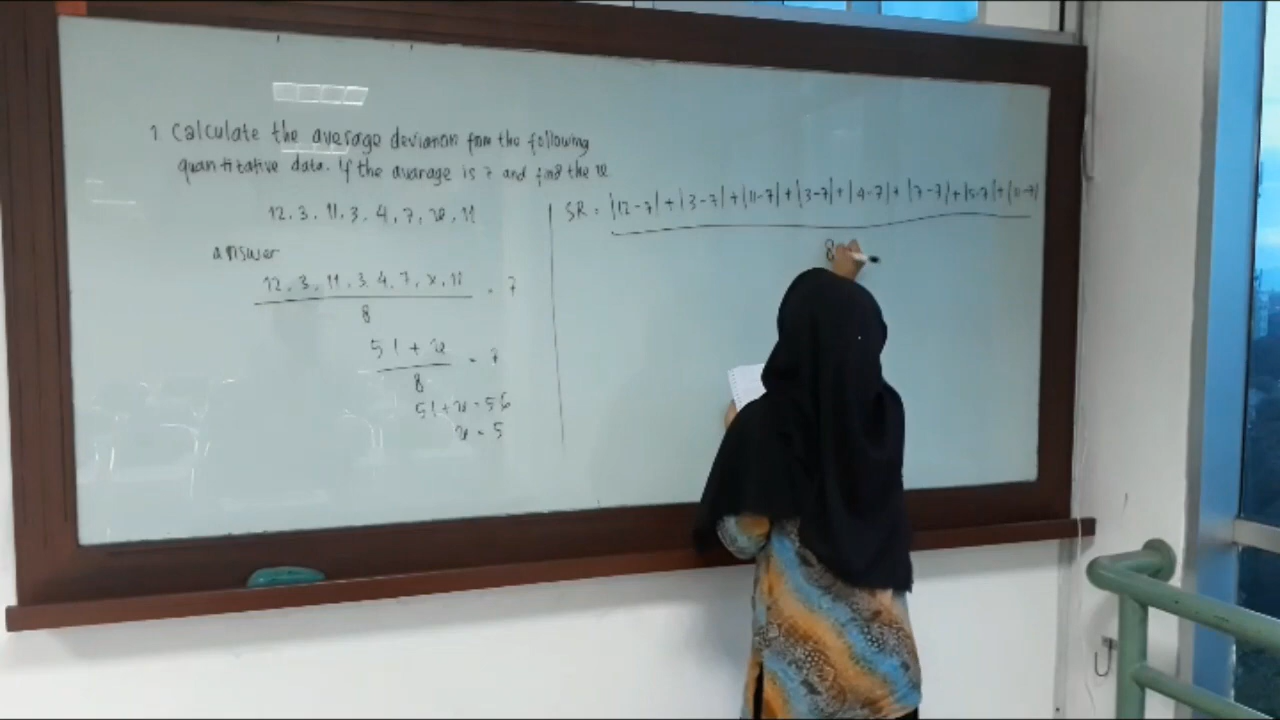 1. Calculate the average deviation from the following
quantitative data. If the avarage is 7 and find the x
12. 3. 11. 3. 4, 7, x, 11
answer
12. 3. 11. 3. 4. 7, x, 11 = 7
8
51 + x = 7
8
51 + x = 56
x = 5
SR = |12-7| + |3-7| + |11-7| + |3-7| + |4-7| + |7-7| + |5-7| + |11-7|
8